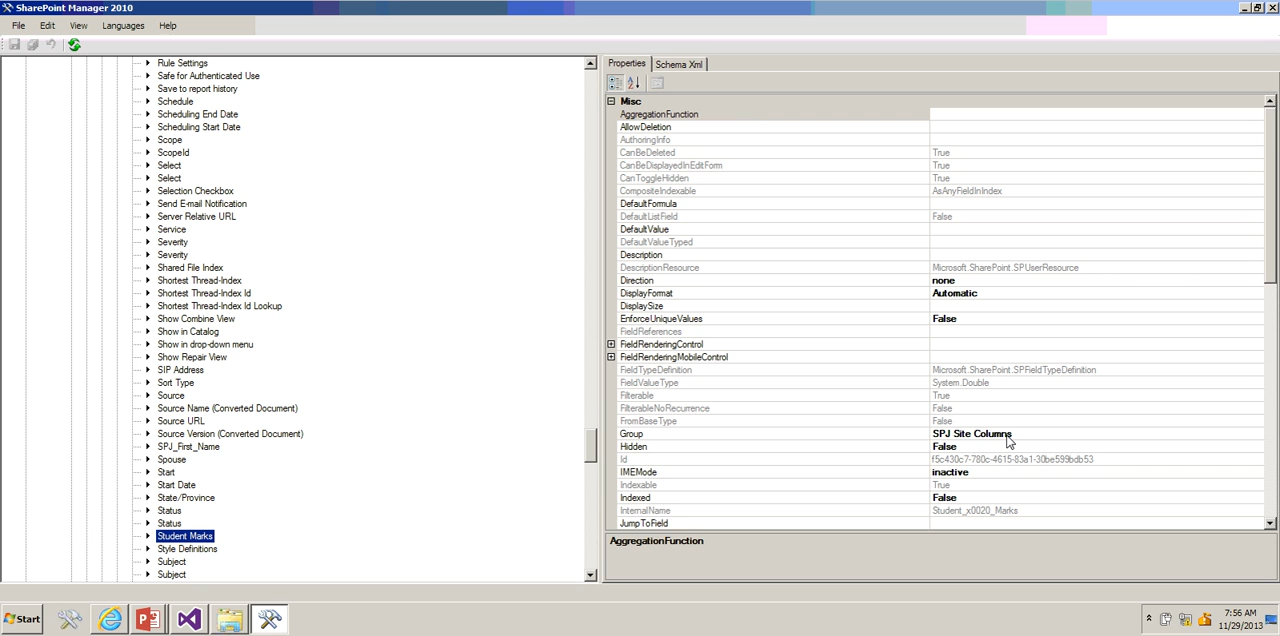 SharePoint Manager 2010
File Edit View Languages Help
Rule Settings
Safe for Authenticated Use
Save to report history
Schedule
Scheduling End Date
Scheduling Start Date
Scope
ScopeId
Select
Select
Selection Checkbox
Send E-mail Notification
Server Relative URL
Service
Severity
Severity
Shared File Index
Shortest Thread-Index
Shortest Thread-Index Id
Shortest Thread-Index Id Lookup
Show Combine View
Show in Catalog
Show in drop-down menu
Show Repair View
SIP Address
Sort Type
Source
Source Name (Converted Document)
Source URL
Source Version (Converted Document)
SPJ_First_Name
Spouse
Start
Start Date
State/Province
Status
Status
Student Marks
Style Definitions
Subject
Subject
Properties Schema Xml
Misc
AggregationFunction
AllowDeletion
AuthoringInfo
CanBeDeleted True
CanBeDisplayedInEditForm True
CanToggleHidden True
CompositeIndexable AsAnyFieldInIndex
DefaultFormula
DefaultListField False
DefaultValue
DefaultValueTyped
Description
DescriptionResource Microsoft.SharePoint.SPUserResource
Direction none
DisplayFormat Automatic
DisplaySize
EnforceUniqueValues False
FieldReferences
FieldRenderingControl
FieldRenderingMobileControl
FieldTypeDefinition Microsoft.SharePoint.SPFieldTypeDefinition
FieldValueType System.Double
Filterable True
FilterableNoRecurrence False
FromBaseType False
Group SPJ Site Columns
Hidden False
Id f5c430c7-780c-4615-83a1-30be599bdb53
IMEMode inactive
Indexable True
Indexed False
InternalName Student_x0020_Marks
JumpToField
AggregationFunction
Start
7:56 AM
11/29/2013